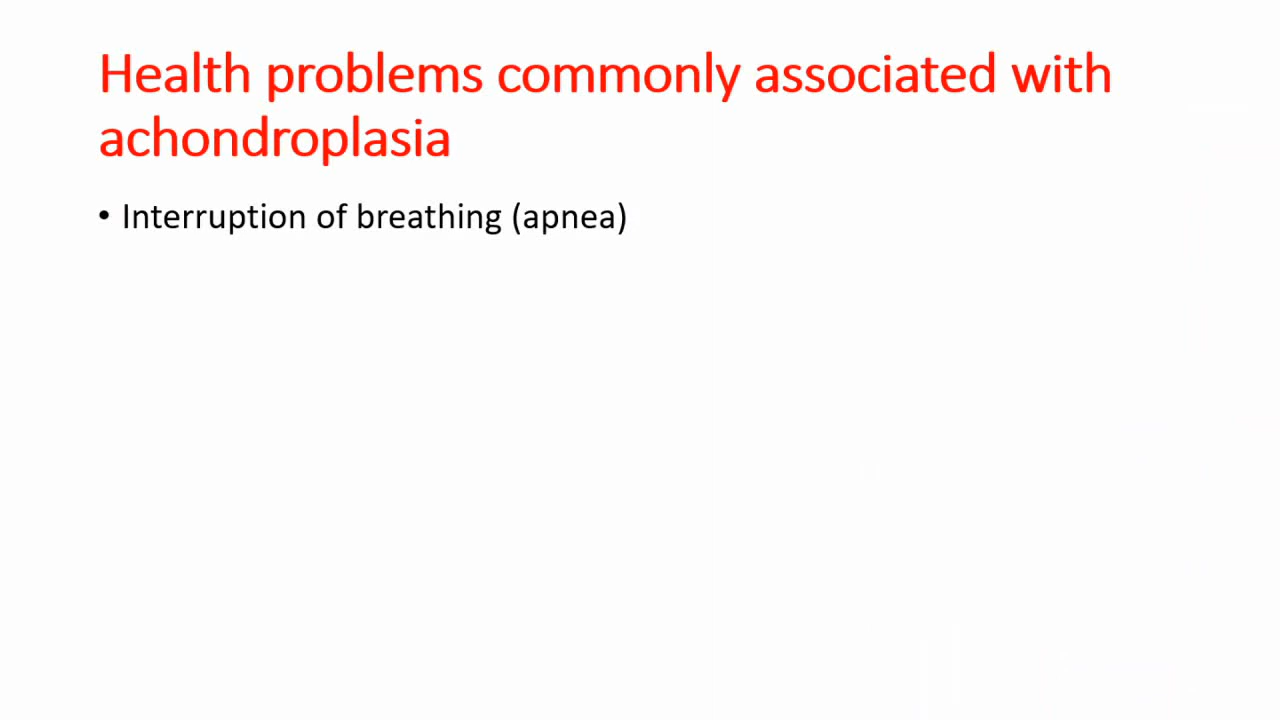 Health problems commonly associated with
achondroplasia
• Interruption of breathing (apnea)